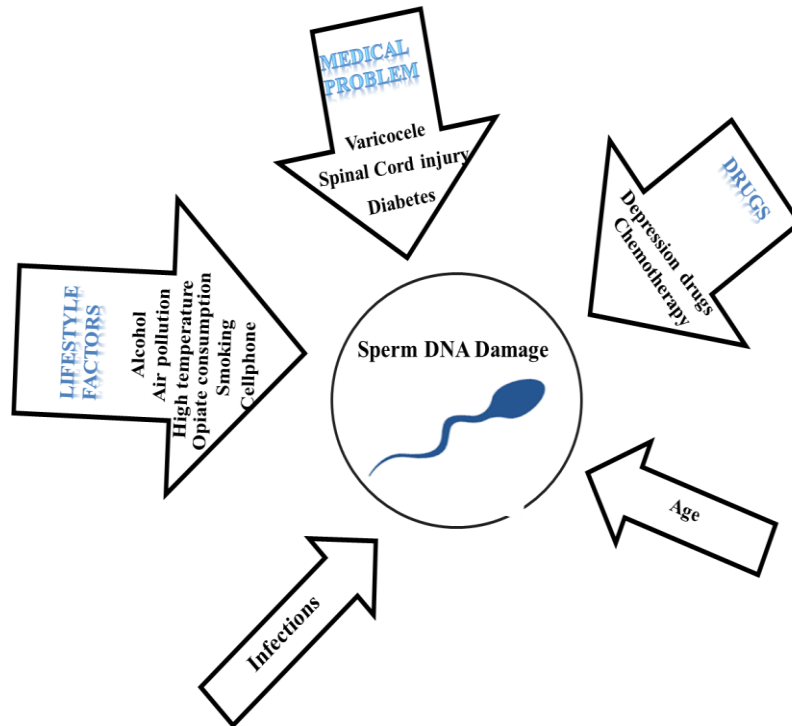 MEDICAL
PROBLEM
Varicocele
Spinal Cord injury
Diabetes
DRUGS
Depression drugs
Chemotherapy
LIFESTYLE
FACTORS
Alcohol
Air pollution
High temperature
Opiate consumption
Smoking
Cellphone
Sperm DNA Damage
Age
Infections